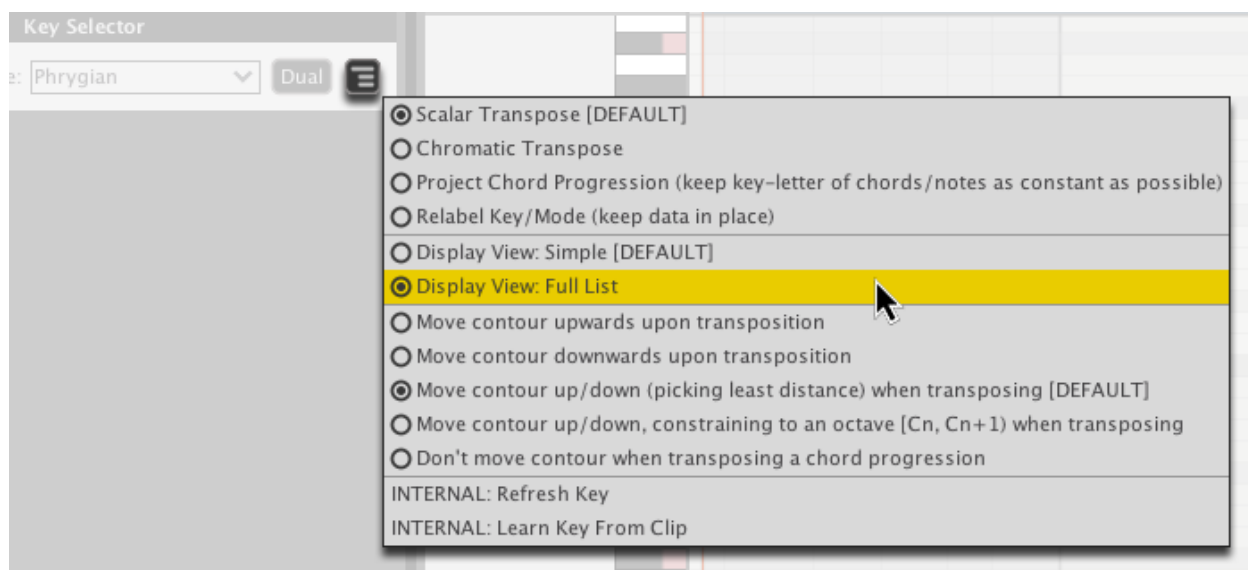 Key Selector
e: Phrygian Dual
Scalar Transpose [DEFAULT]
Chromatic Transpose
Project Chord Progression (keep key-letter of chords/notes as constant as possible)
Relabel Key/Mode (keep data in place)
Display View: Simple [DEFAULT]
Display View: Full List
Move contour upwards upon transposition
Move contour downwards upon transposition
Move contour up/down (picking least distance) when transposing [DEFAULT]
Move contour up/down, constraining to an octave [Cn, Cn+1) when transposing
Don't move contour when transposing a chord progression
INTERNAL: Refresh Key
INTERNAL: Learn Key From Clip